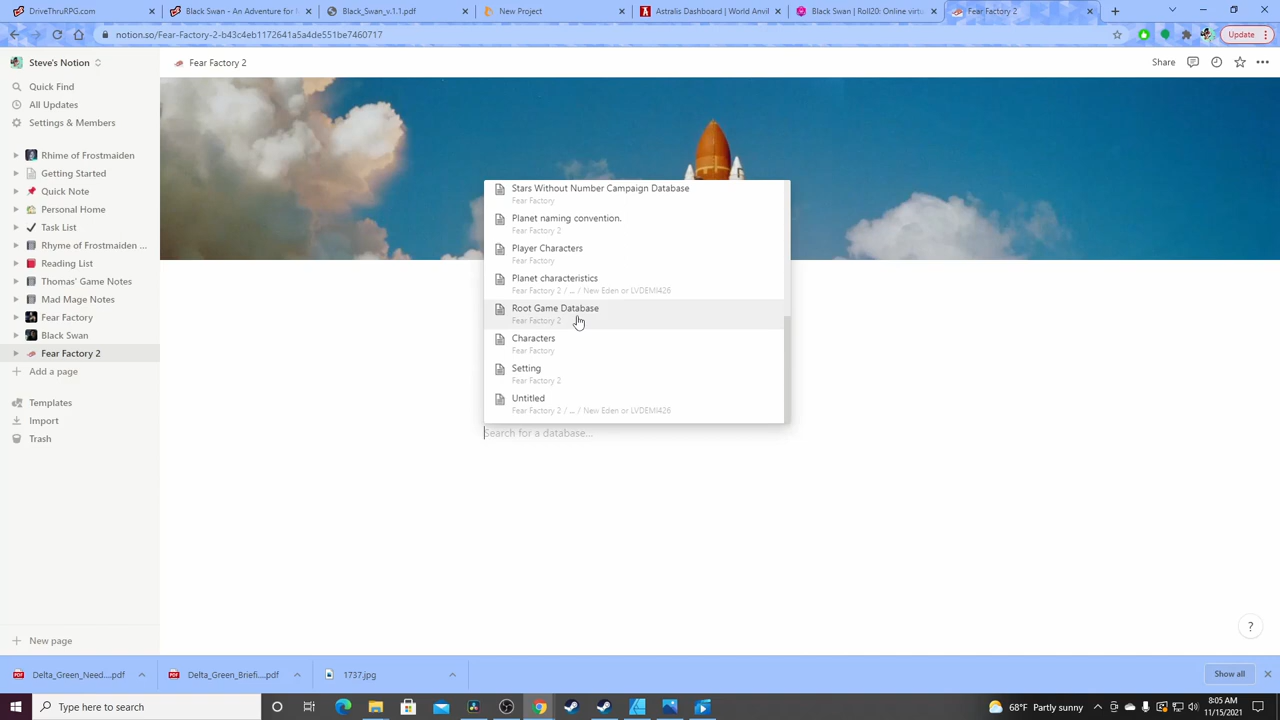 DriveThruRPG.com
Black Swan - An Adventure for
Black_Swan_v.1.1.pdf
New Project
Astralis Dashboard | World Anvil
Black Swan | Roll20: Online virtu
Fear Factory 2
notion.so/Fear-Factory-2-b43c4eb1172641a5a4de551be7460717
Update
Steve's Notion
Fear Factory 2
Share
Quick Find
All Updates
Settings & Members
Rhime of Frostmaiden
Getting Started
Quick Note
Personal Home
Task List
Rhyme of Frostmaiden ...
Reading List
Thomas' Game Notes
Mad Mage Notes
Fear Factory
Black Swan
Fear Factory 2
Add a page
Templates
Import
Trash
New page
Stars Without Number Campaign Database
Fear Factory
Planet naming convention.
Fear Factory 2
Player Characters
Fear Factory
Planet characteristics
Fear Factory 2 / ... / New Eden or LVDEMI426
Root Game Database
Fear Factory 2
Characters
Fear Factory
Setting
Fear Factory 2
Untitled
Fear Factory 2 / ... / New Eden or LVDEMI426
Search for a database...
?
Delta_Green_Need....pdf
Delta_Green_Briefi....pdf
1737.jpg
Show all
Type here to search
68°F Partly sunny
8:05 AM
11/15/2021